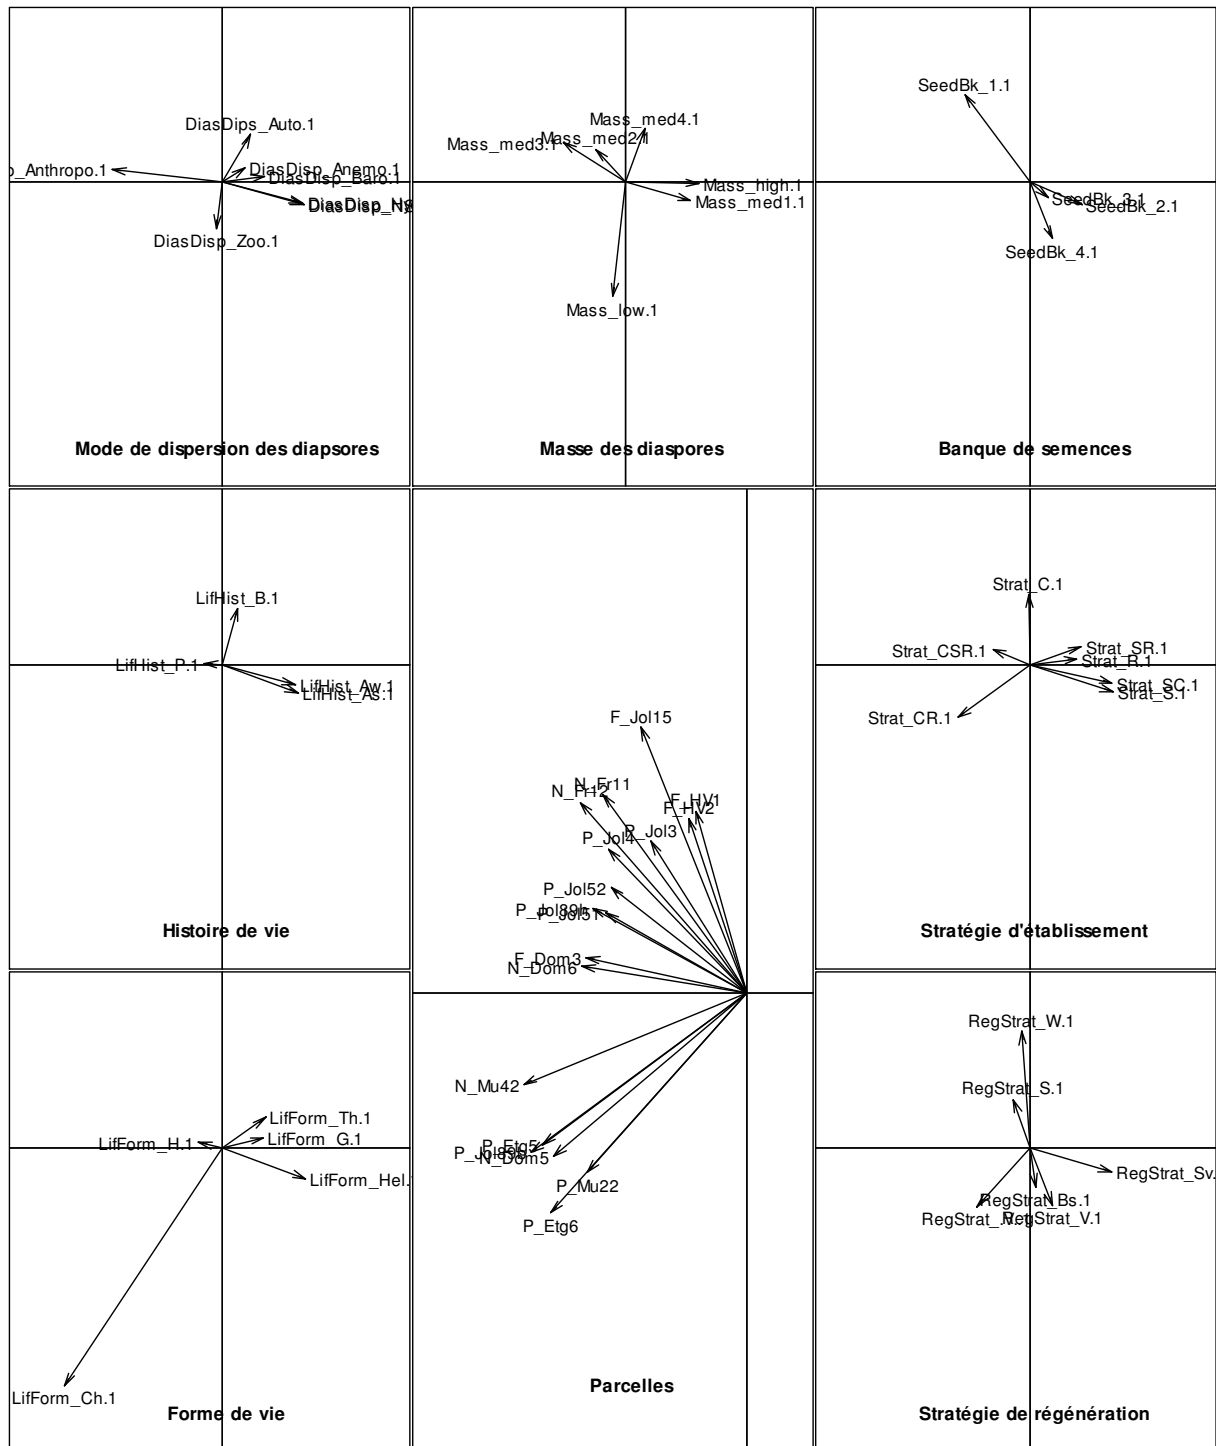 DiasDips_Auto.1
o_Anthropo.1
DiasDisp_Anemo.1
DiasDisp_Baro.1
DiasDisp_Zoo.1
Mode de dispersion des diapsores
Mass_med4.1
Mass_med2.1
Mass_med3.1
Mass_high.1
Mass_med1.1
Mass_low.1
Masse des diaspores
SeedBk_1.1
SeedBk_3.1
SeedBk_2.1
SeedBk_4.1
Banque de semences
LifHist_B.1
LifHist_P.1
LifHist_Aw.1
LifHist_As.1
Histoire de vie
F_Jol15
N_Fr11
N_Fr12
F_HV1
F_HV2
P_Jol3
P_Jol4
P_Jol52
P_Jol89h
P_Jol51
F_Dom3
N_Dom6
N_Mu42
P_Etg5
P_Jol89b
N_Dom5
P_Mu22
P_Etg6
Parcelles
Strat_C.1
Strat_CSR.1
Strat_SR.1
Strat_R.1
Strat_SC.1
Strat_S.1
Strat_CR.1
Stratégie d'établissement
LifForm_Th.1
LifForm_G.1
LifForm_H.1
LifForm_Hel.
LifForm_Ch.1
Forme de vie
RegStrat_W.1
RegStrat_S.1
RegStrat_Sv.
RegStrat_Bs.1
RegStrat_V.1
Stratégie de régénération